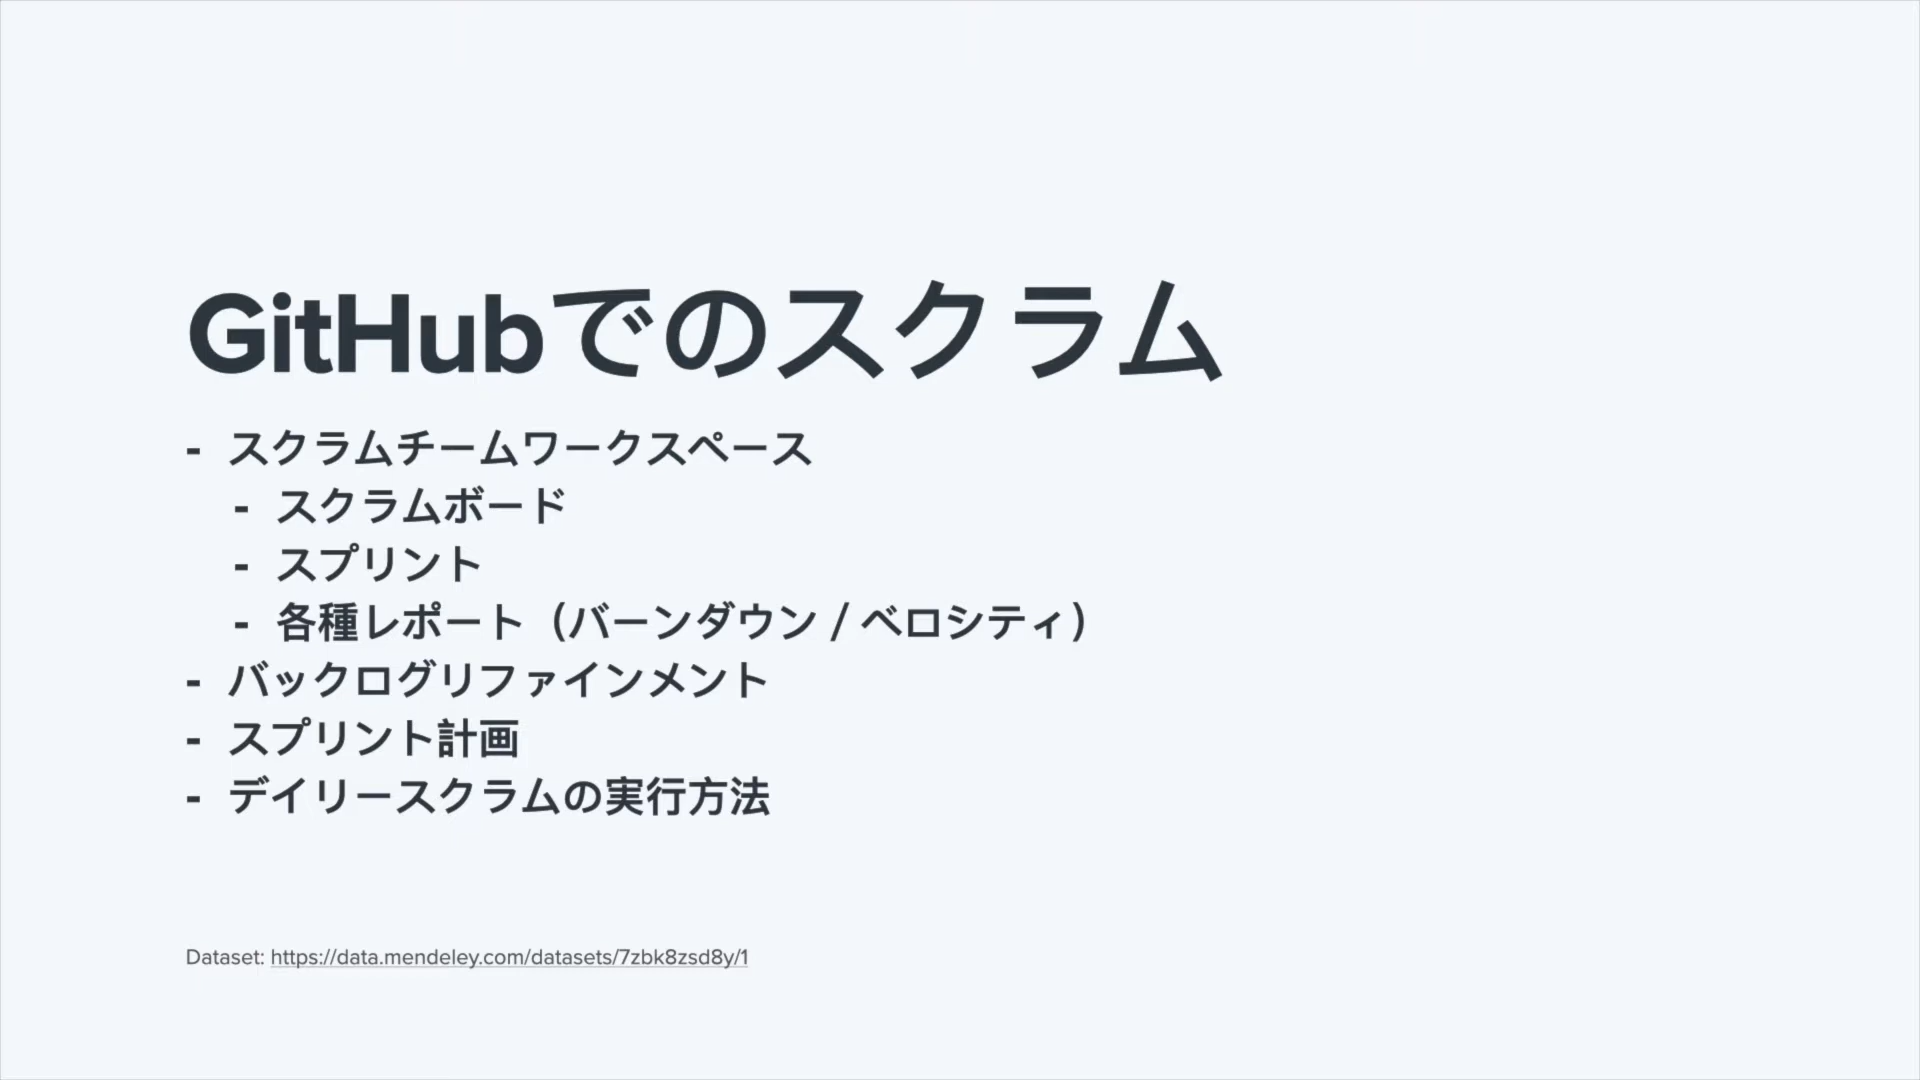 GitHubでのスクラム
- スクラムチームワークスペース
- スクラムボード
- スプリント
- 各種レポート（バーンダウン / ベロシティ）
- バックログリファインメント
- スプリント計画
- デイリースクラムの実行方法
Dataset: https://data.mendeley.com/datasets/7zbk8zsd8y/1